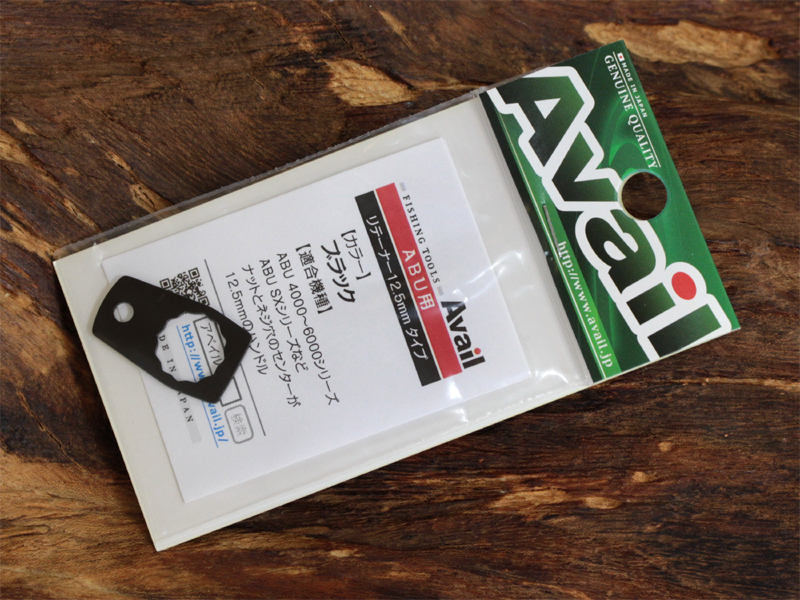 MADE IN JAPAN
GENUINE QUALITY
Avail
http://www.avail.jp
FISHING TOOLS Avail
ABU用
リテーナー12.5mmタイプ
【カラー】
ブラック
【適合機種】
ABU 4000〜6000シリーズ
ABU SXシリーズなど
ナットとネジ穴のセンターが
12.5mmのハンドル
アベイル
検索
http://www.avail.jp/
DE IN JAPAN